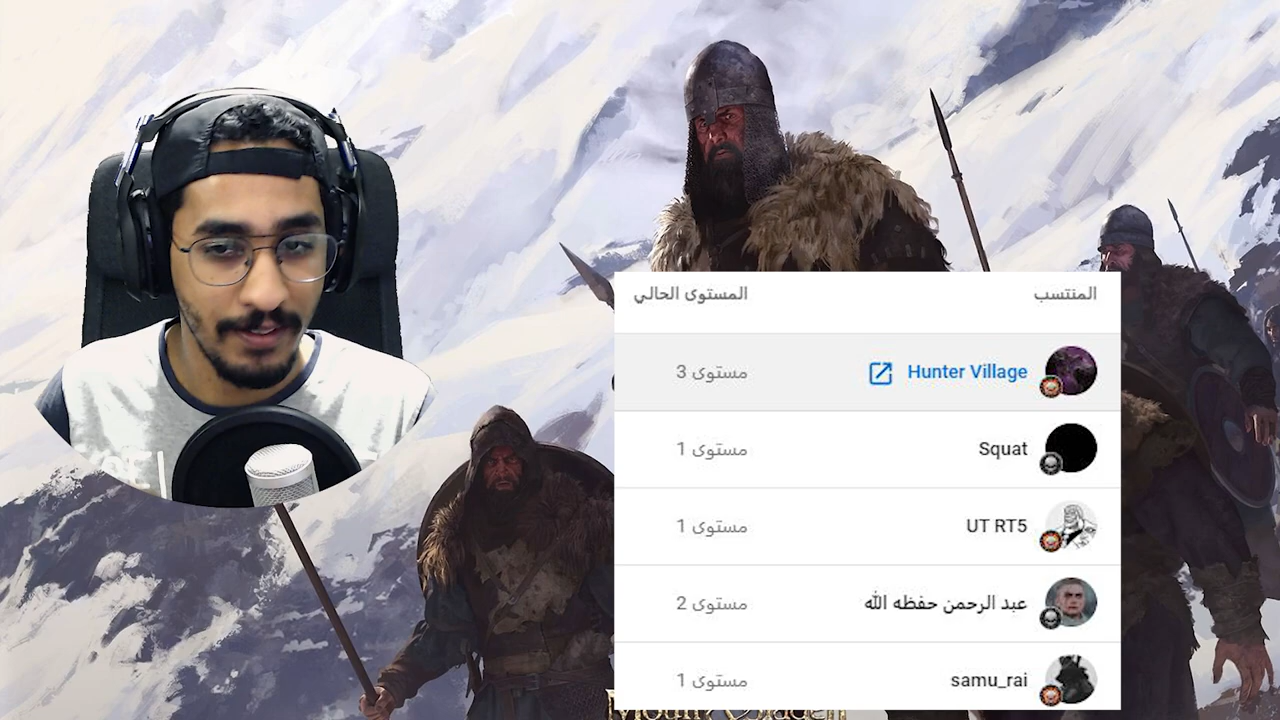 المنتسب المستوى الحالي
Hunter Village مستوى 3
Squat مستوى 1
UT RT5 مستوى 1
عبد الرحمن حفظه الله مستوى 2
samu_rai مستوى 1